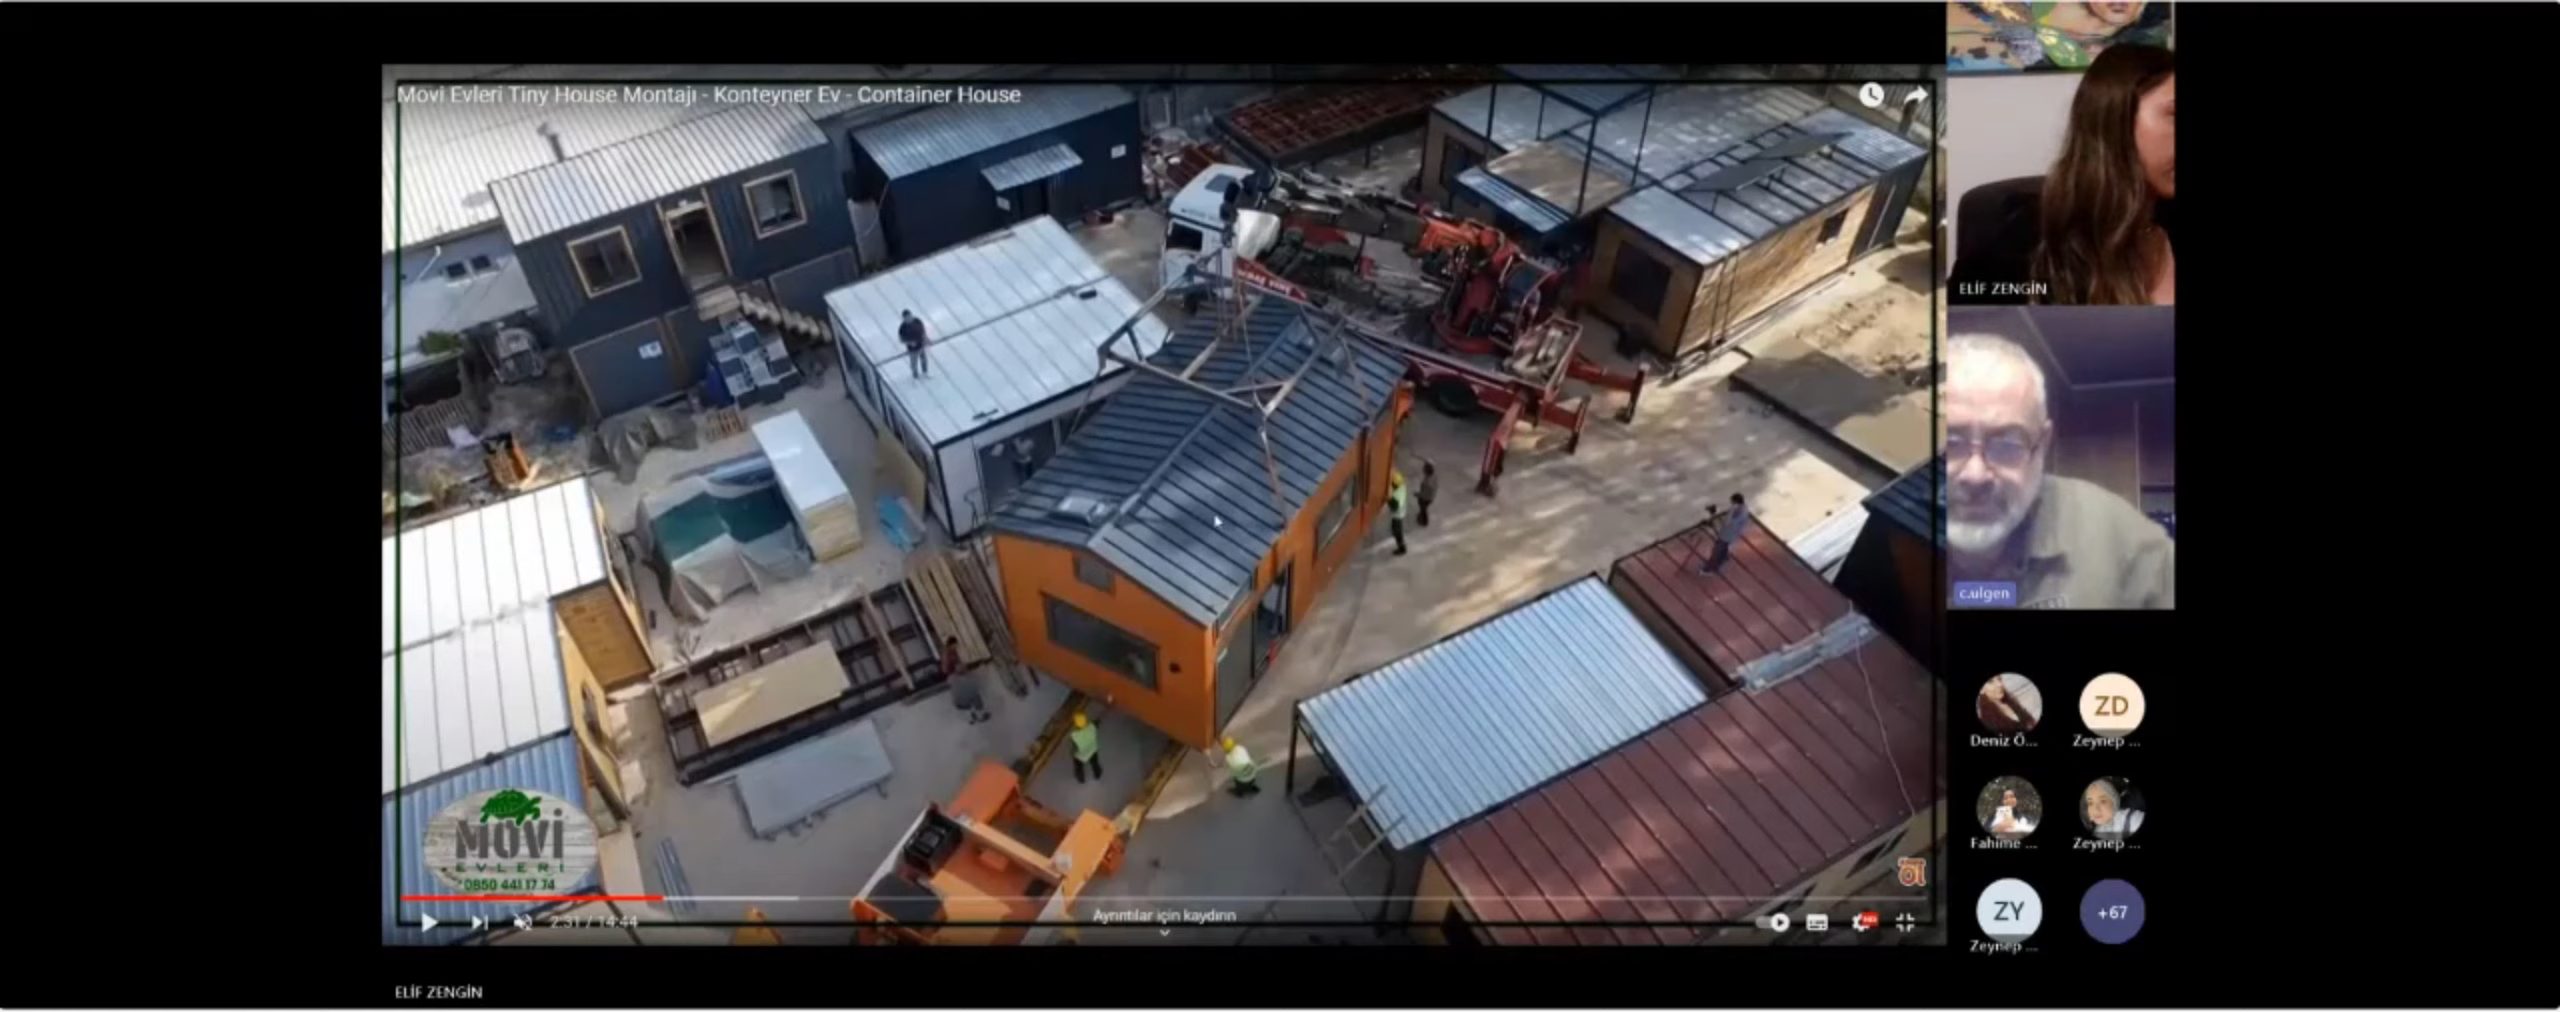 Movi Evleri Tiny House Montajı - Konteyner Ev - Container House
ELİF ZENGİN
c.ulgen
Deniz Ö...
ZD
Zeynep ...
Fahime ...
Zeynep ...
ZY
Zeynep ...
+67
MOVİ
EVLERİ
0850 441 17 74
2:31 / 14:44
Ayrıntılar için kaydırın
ELİF ZENGİN